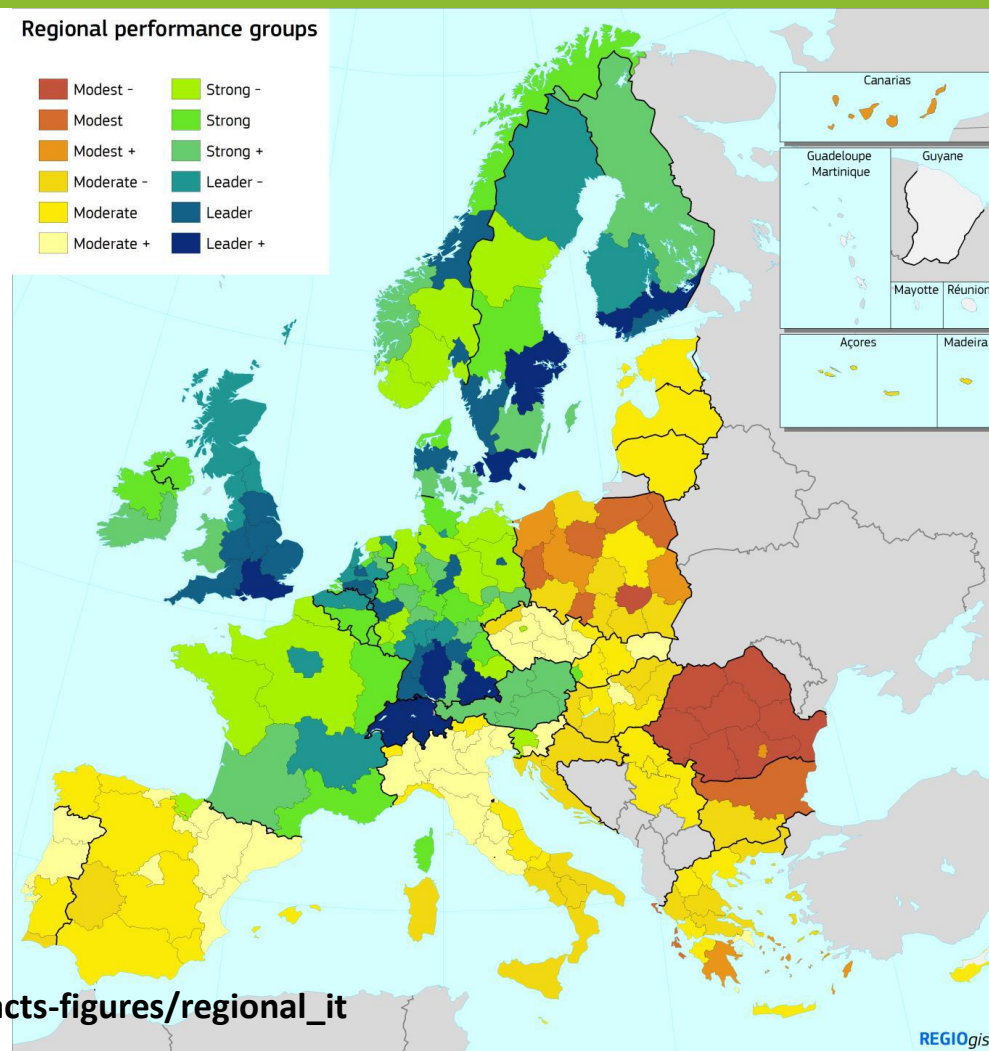 Regional performance groups
Modest -
Modest
Modest +
Moderate -
Moderate
Moderate +
Strong -
Strong
Strong +
Leader -
Leader
Leader +
Canarias
Guadeloupe
Martinique
Guyane
Mayotte
Réunion
Açores
Madeira
cts-figures/regional_it
REGIOgis